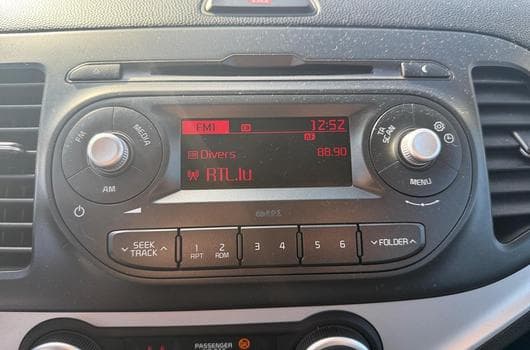 FM1 12:52
AF
Divers 88.90
RTL.lu
FM
MEDIA
AM
TA
SCAN
MENU
SEEK
TRACK
1
RPT
2
RDM
3 4
5 6
FOLDER
PASSENGER